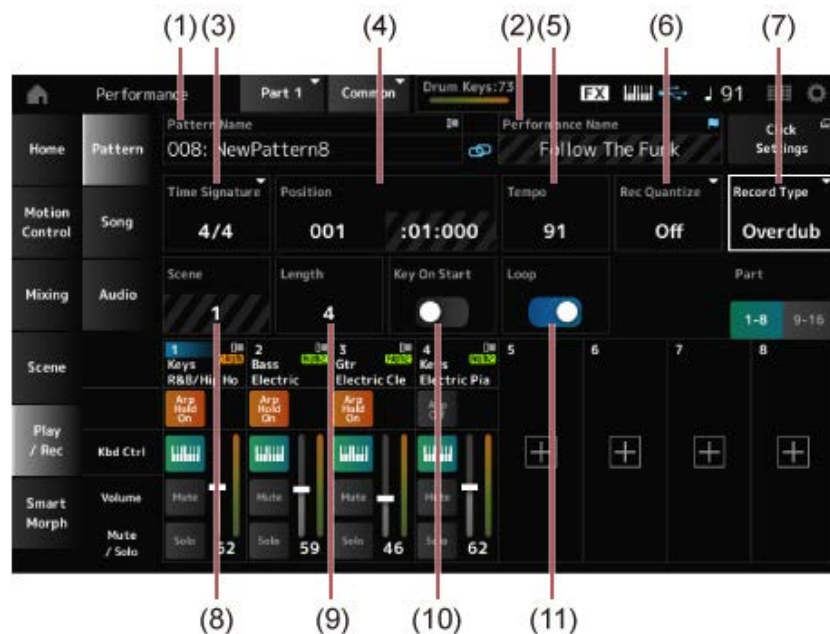 (1) (3) (4) (2) (5) (6) (7)
Performance Part 1 Common Drum Keys:73 FX ♩ 91
Home Pattern Pattern Name Performance Name Click Settings
008: NewPattern8 Follow The Funk
Time Signature Position Tempo Rec Quantize Record Type
Motion Control Song 4/4 001 :01:000 91 Off Overdub
Scene Length Key On Start Loop Part
Mixing Audio 1 4 1-8 9-16
1 2 3 4 5 6 7 8
Keys Bass Gtr Keys
Scene R&B/Hip Ho Electric Electric Cle Electric Pia
Arp Hold On Arp Hold On Arp Hold On Arp Off
Play / Rec Kbd Ctrl
Smart Morph Volume Mute Mute Mute Mute
Mute / Solo Solo 62 Solo 59 Solo 46 Solo 62
(8) (9) (10) (11)